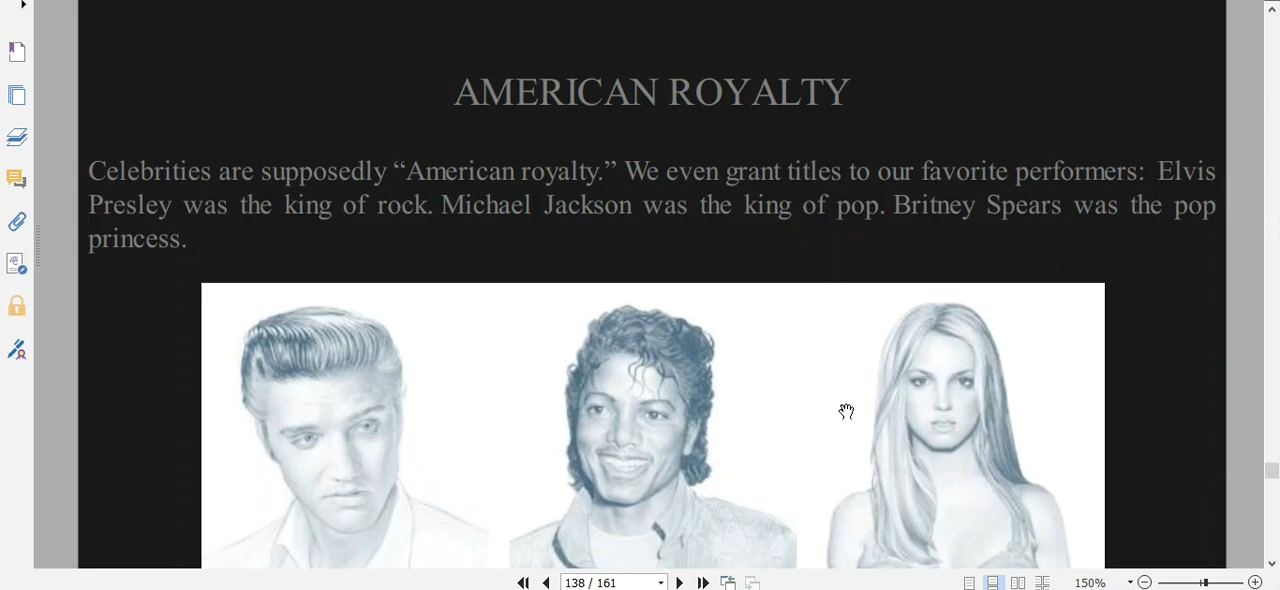 AMERICAN ROYALTY
Celebrities are supposedly “American royalty.” We even grant titles to our favorite performers: Elvis
Presley was the king of rock. Michael Jackson was the king of pop. Britney Spears was the pop
princess.
138 / 161
150%